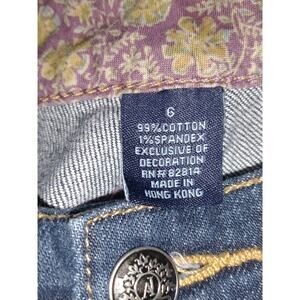 6
99% COTTON
1% SPANDEX
EXCLUSIVE OF
DECORATION
RN# 82814
MADE IN
HONG KONG